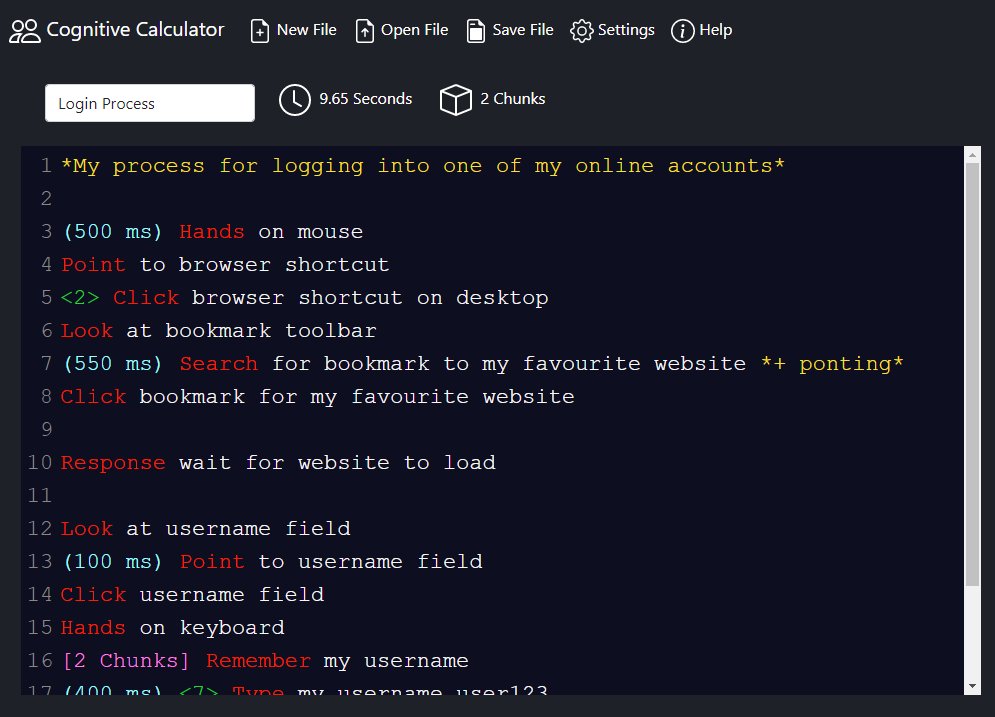 Cognitive Calculator New File Open File Save File Settings Help
Login Process 9.65 Seconds 2 Chunks
1 *My process for logging into one of my online accounts*
2
3 (500 ms) Hands on mouse
4 Point to browser shortcut
5 <2> Click browser shortcut on desktop
6 Look at bookmark toolbar
7 (550 ms) Search for bookmark to my favourite website *+ ponting*
8 Click bookmark for my favourite website
9
10 Response wait for website to load
11
12 Look at username field
13 (100 ms) Point to username field
14 Click username field
15 Hands on keyboard
16 [2 Chunks] Remember my username
17 (400 ms) <7> Type my username user123